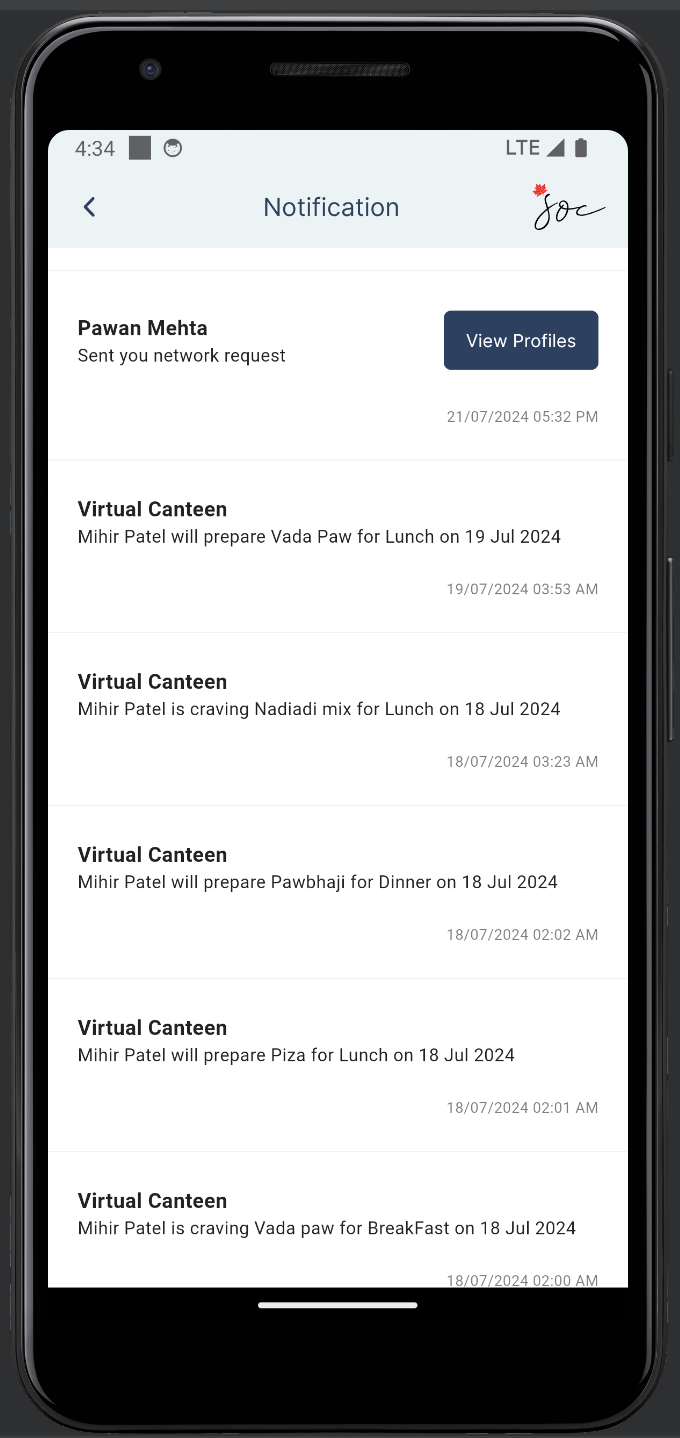 4:34 LTE
Notification
soc
Pawan Mehta
Sent you network request
View Profiles
21/07/2024 05:32 PM
Virtual Canteen
Mihir Patel will prepare Vada Paw for Lunch on 19 Jul 2024
19/07/2024 03:53 AM
Virtual Canteen
Mihir Patel is craving Nadiadi mix for Lunch on 18 Jul 2024
18/07/2024 03:23 AM
Virtual Canteen
Mihir Patel will prepare Pawbhaji for Dinner on 18 Jul 2024
18/07/2024 02:02 AM
Virtual Canteen
Mihir Patel will prepare Piza for Lunch on 18 Jul 2024
18/07/2024 02:01 AM
Virtual Canteen
Mihir Patel is craving Vada paw for BreakFast on 18 Jul 2024
18/07/2024 02:00 AM